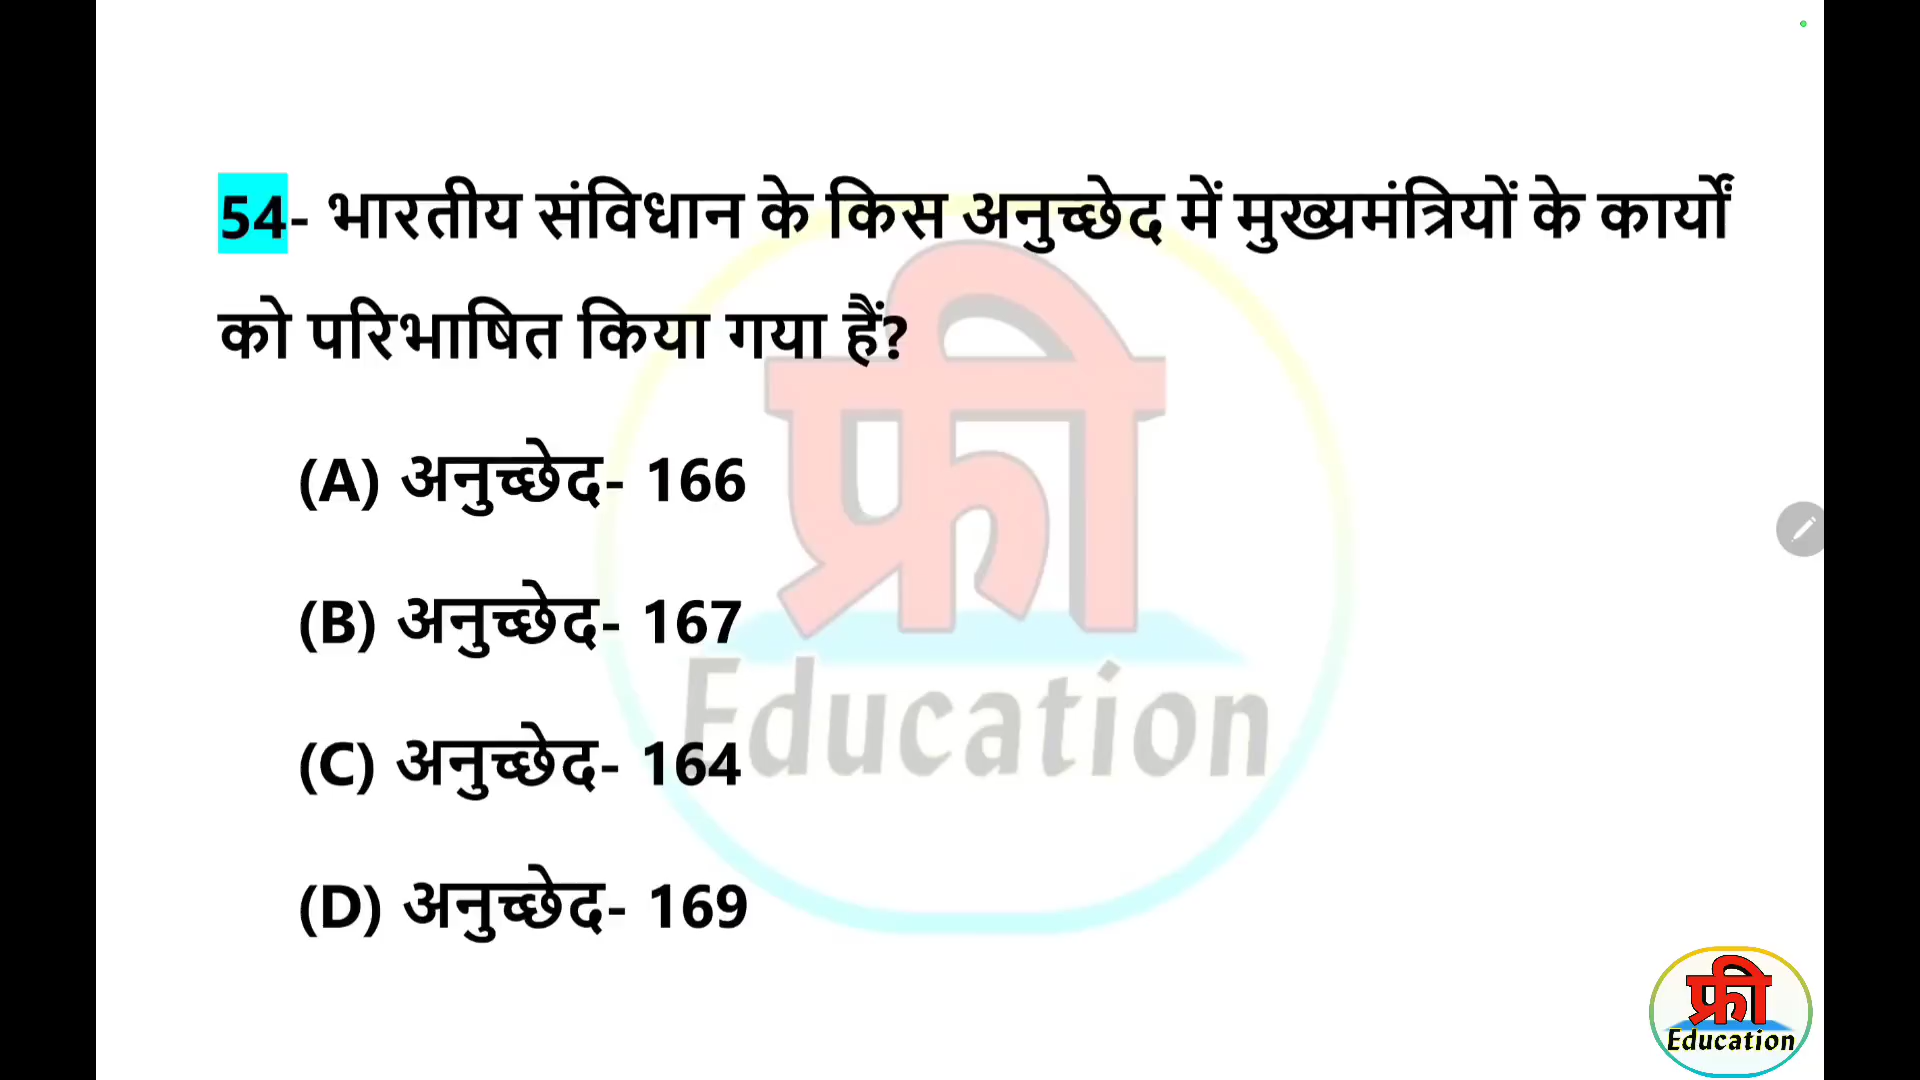 54- भारतीय संविधान के किस अनुच्छेद में मुख्यमंत्रियों के कार्यों
को परिभाषित किया गया हैं?
(A) अनुच्छेद- 166
(B) अनुच्छेद- 167
(C) अनुच्छेद- 164
(D) अनुच्छेद- 169
फ्री
Education
फ्री
Education